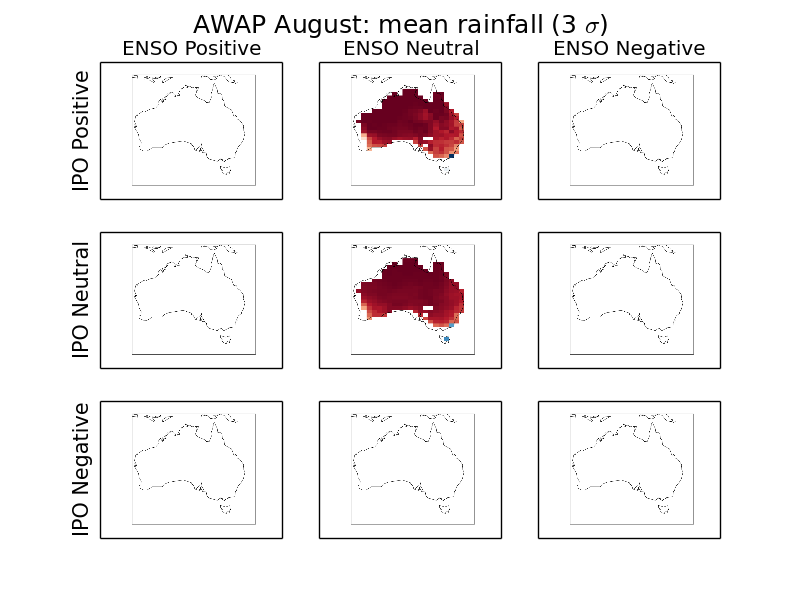 AWAP August: mean rainfall (3 σ)
ENSO Positive
ENSO Neutral
ENSO Negative
IPO Positive
IPO Neutral
IPO Negative